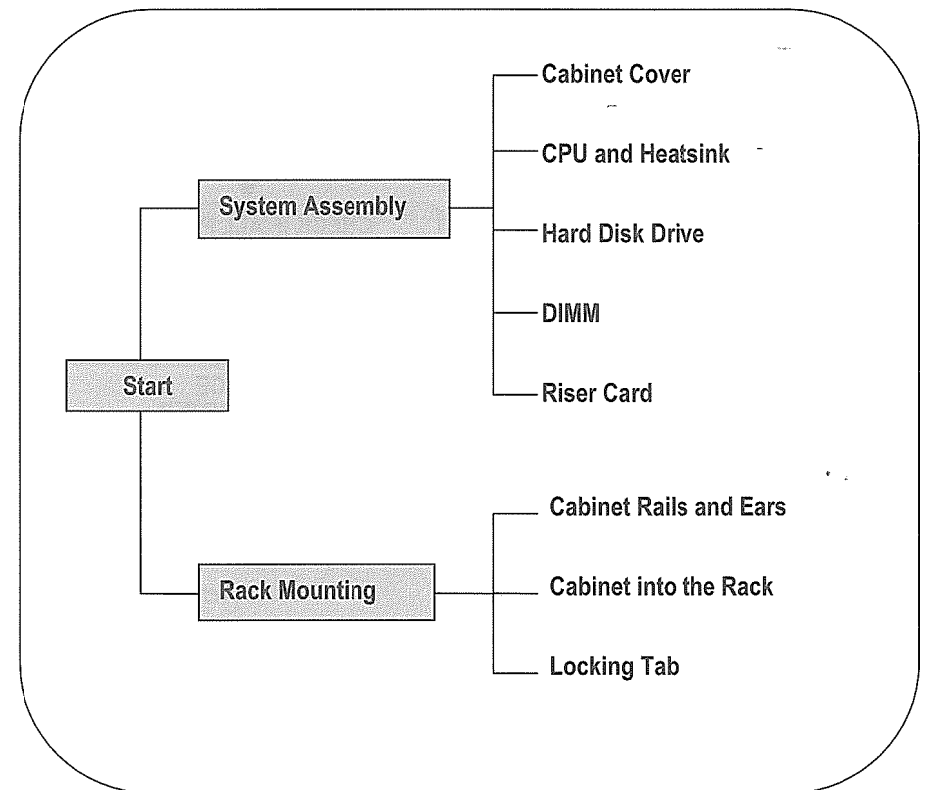 Cabinet Cover
CPU and Heatsink
System Assembly
Hard Disk Drive
DIMM
Start
Riser Card
Cabinet Rails and Ears
Rack Mounting
Cabinet into the Rack
Locking Tab